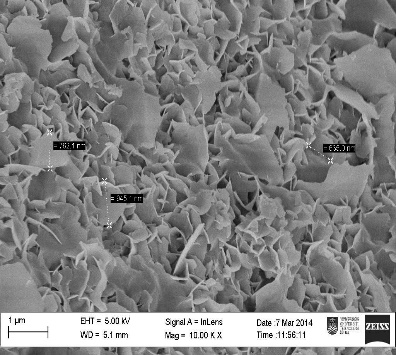 1 µm
EHT = 5.00 kV
WD = 5.1 mm
Signal A = InLens
Mag = 10.00 K X
Date :7 Mar 2014
Time :11:56:11
ZEISS